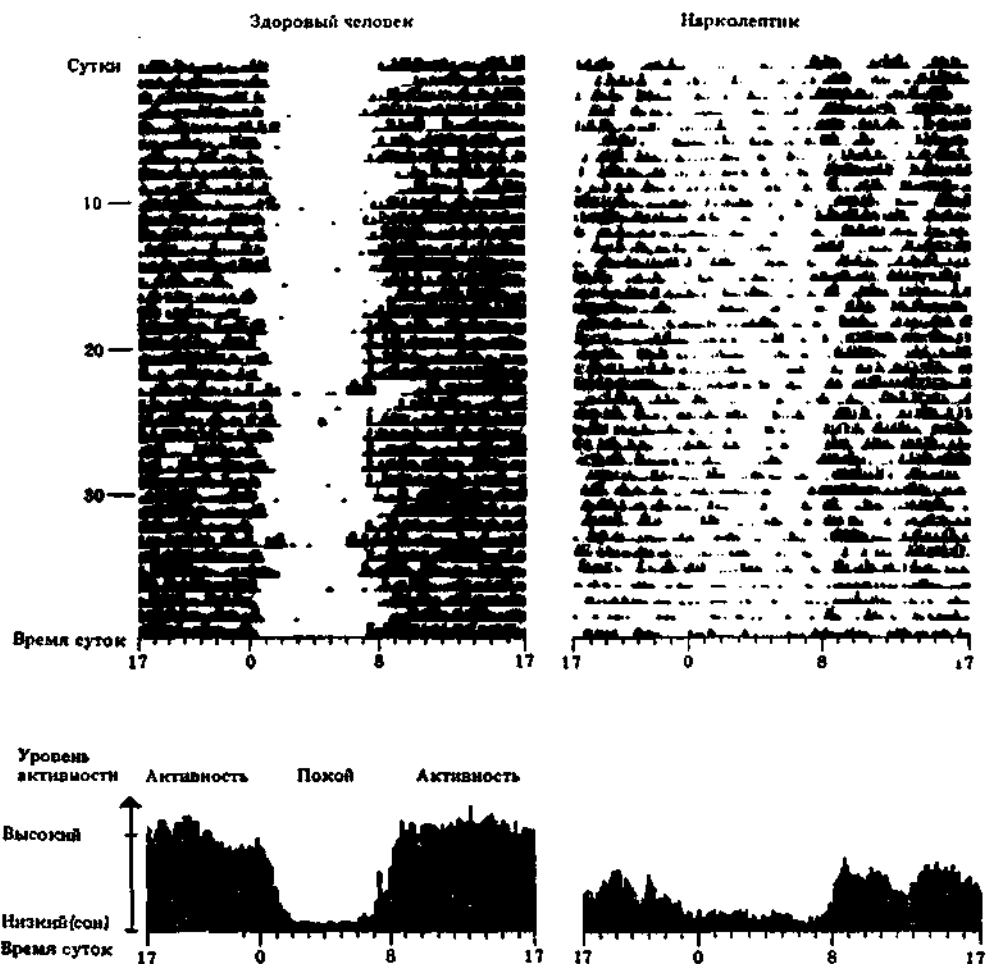 Здоровый человек
Нарколептик
Сутки
10
20
30
Время суток
17 0 8 17
17 0 8 17
Уровень
активности
Активность Покой Активность
Высокий
Низкий (сон)
Время суток
17 0 8 17
17 0 8 17